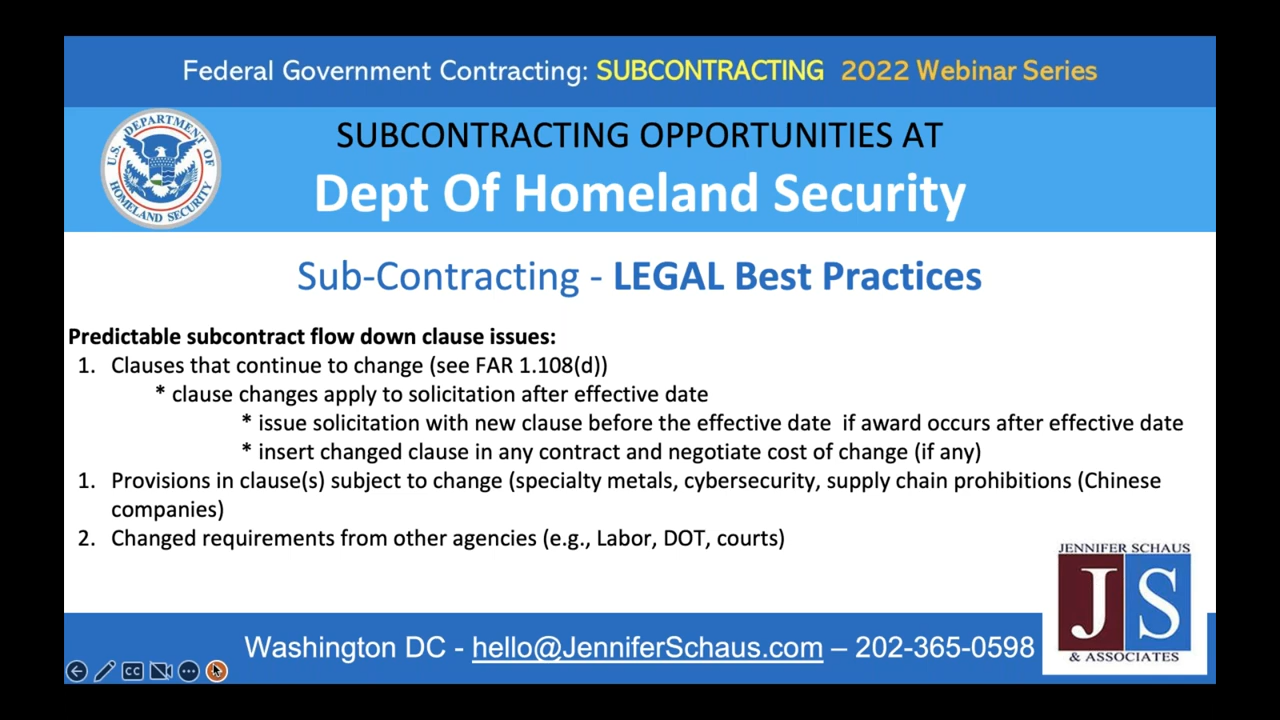 Federal Government Contracting: SUBCONTRACTING 2022 Webinar Series
U.S. DEPARTMENT OF HOMELAND SECURITY
SUBCONTRACTING OPPORTUNITIES AT
Dept Of Homeland Security
Sub-Contracting - LEGAL Best Practices
Predictable subcontract flow down clause issues:
1. Clauses that continue to change (see FAR 1.108(d))
* clause changes apply to solicitation after effective date
* issue solicitation with new clause before the effective date if award occurs after effective date
* insert changed clause in any contract and negotiate cost of change (if any)
1. Provisions in clause(s) subject to change (specialty metals, cybersecurity, supply chain prohibitions (Chinese
companies)
2. Changed requirements from other agencies (e.g., Labor, DOT, courts)
JENNIFER SCHAUS
JS
& ASSOCIATES
Washington DC - hello@JenniferSchaus.com – 202-365-0598
CC